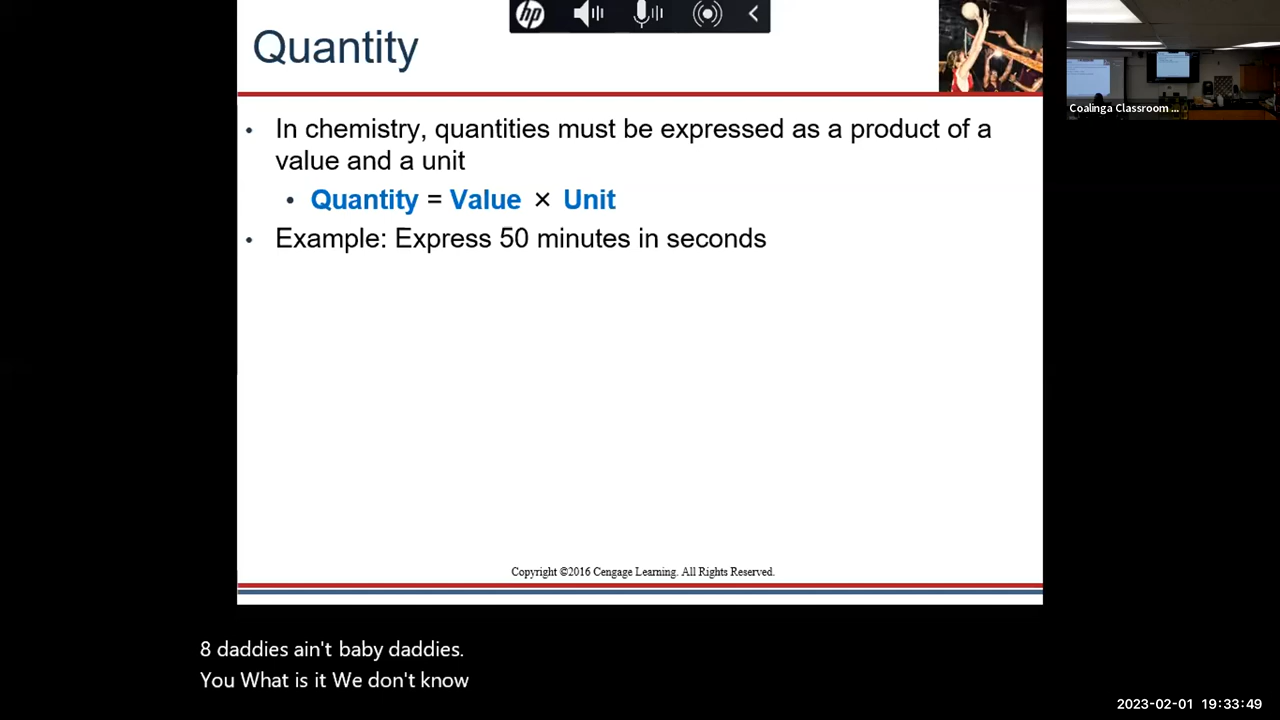 hp
Quantity
Coalinga Classroom ...
• In chemistry, quantities must be expressed as a product of a
value and a unit
• Quantity = Value × Unit
• Example: Express 50 minutes in seconds
Copyright ©2016 Cengage Learning. All Rights Reserved.
8 daddies ain't baby daddies.
You What is it We don't know
2023-02-01 19:33:49